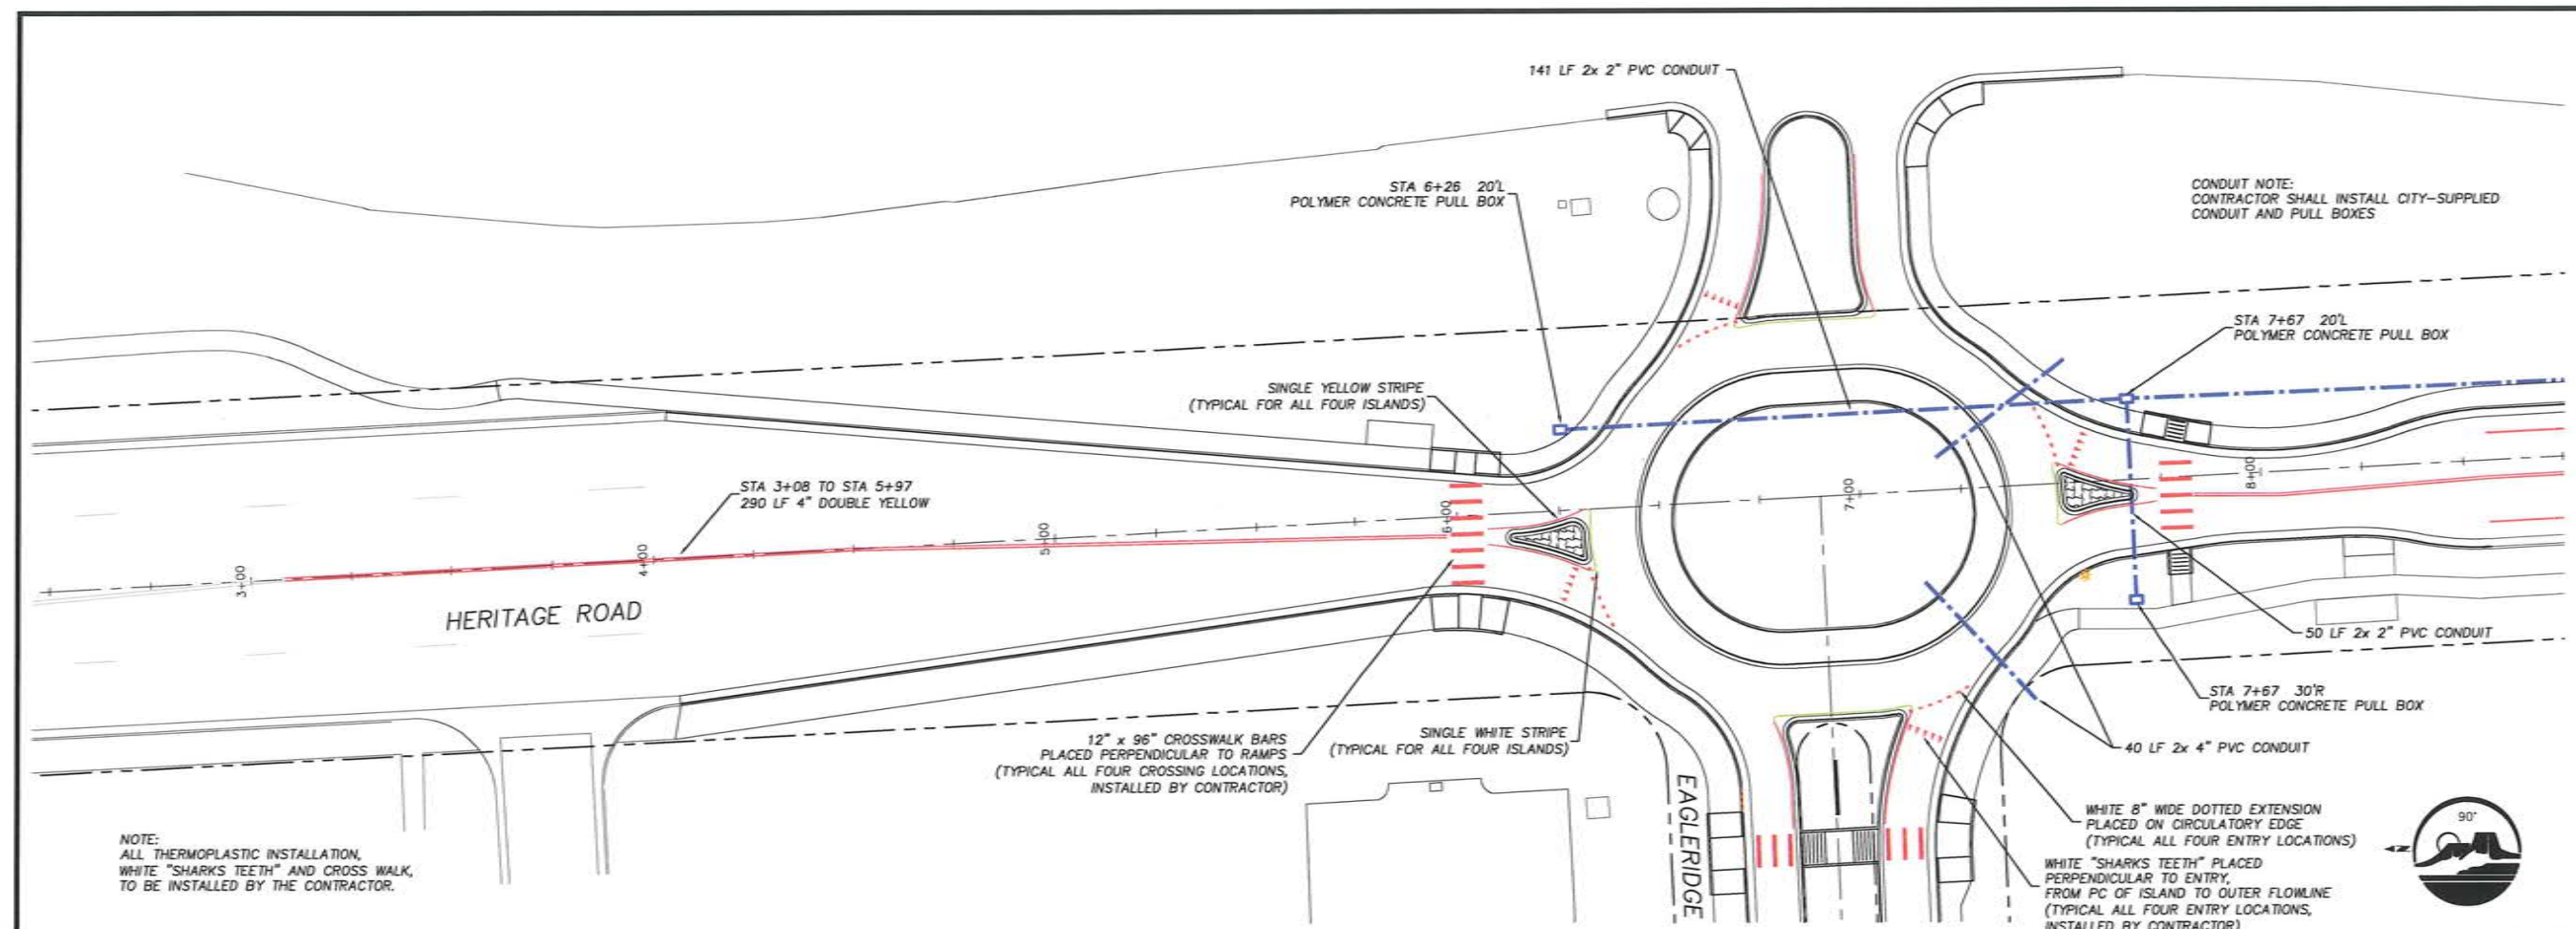 141 LF 2x 2" PVC CONDUIT
STA 6+26 20'L
POLYMER CONCRETE PULL BOX
CONDUIT NOTE:
CONTRACTOR SHALL INSTALL CITY-SUPPLIED
CONDUIT AND PULL BOXES
STA 7+67 20'L
POLYMER CONCRETE PULL BOX
SINGLE YELLOW STRIPE
(TYPICAL FOR ALL FOUR ISLANDS)
STA 3+08 TO STA 5+97
290 LF 4" DOUBLE YELLOW
3+00
4+00
5+00
6+00
7+00
8+00
HERITAGE ROAD
50 LF 2x 2" PVC CONDUIT
STA 7+67 30'R
POLYMER CONCRETE PULL BOX
12" x 96" CROSSWALK BARS
PLACED PERPENDICULAR TO RAMPS
(TYPICAL ALL FOUR CROSSING LOCATIONS,
INSTALLED BY CONTRACTOR)
SINGLE WHITE STRIPE
(TYPICAL FOR ALL FOUR ISLANDS)
40 LF 2x 4" PVC CONDUIT
EAGLERIDGE
WHITE 8" WIDE DOTTED EXTENSION
PLACED ON CIRCULATORY EDGE
(TYPICAL ALL FOUR ENTRY LOCATIONS)
WHITE "SHARKS TEETH" PLACED
PERPENDICULAR TO ENTRY,
FROM PC OF ISLAND TO OUTER FLOWLINE
(TYPICAL ALL FOUR ENTRY LOCATIONS,
INSTALLED BY CONTRACTOR)
NOTE:
ALL THERMOPLASTIC INSTALLATION,
WHITE "SHARKS TEETH" AND CROSS WALK,
TO BE INSTALLED BY THE CONTRACTOR.
N
90°